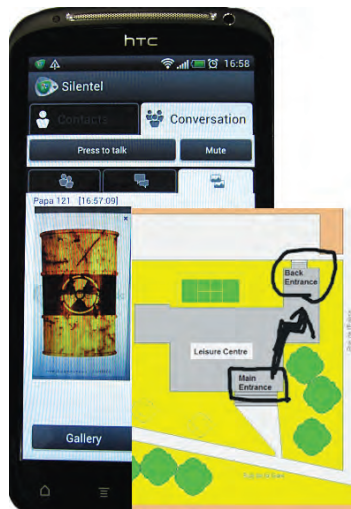 hTC
16:58
Silentel
Contacts
Conversation
Press to talk
Mute
Papa 121 [16:57:09]
Gallery
Back
Entrance
Leisure Centre
Main
Entrance